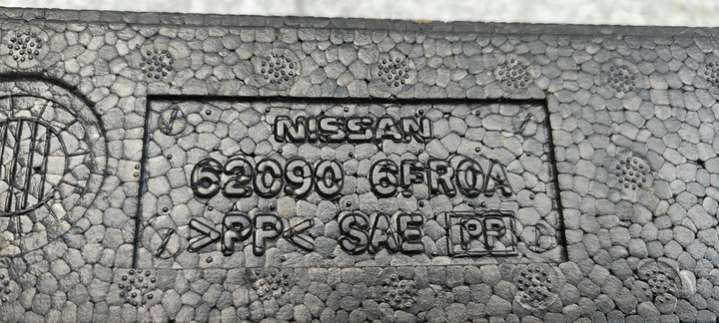 NISSAN
62090 6FR0A
>PP< SAE PP